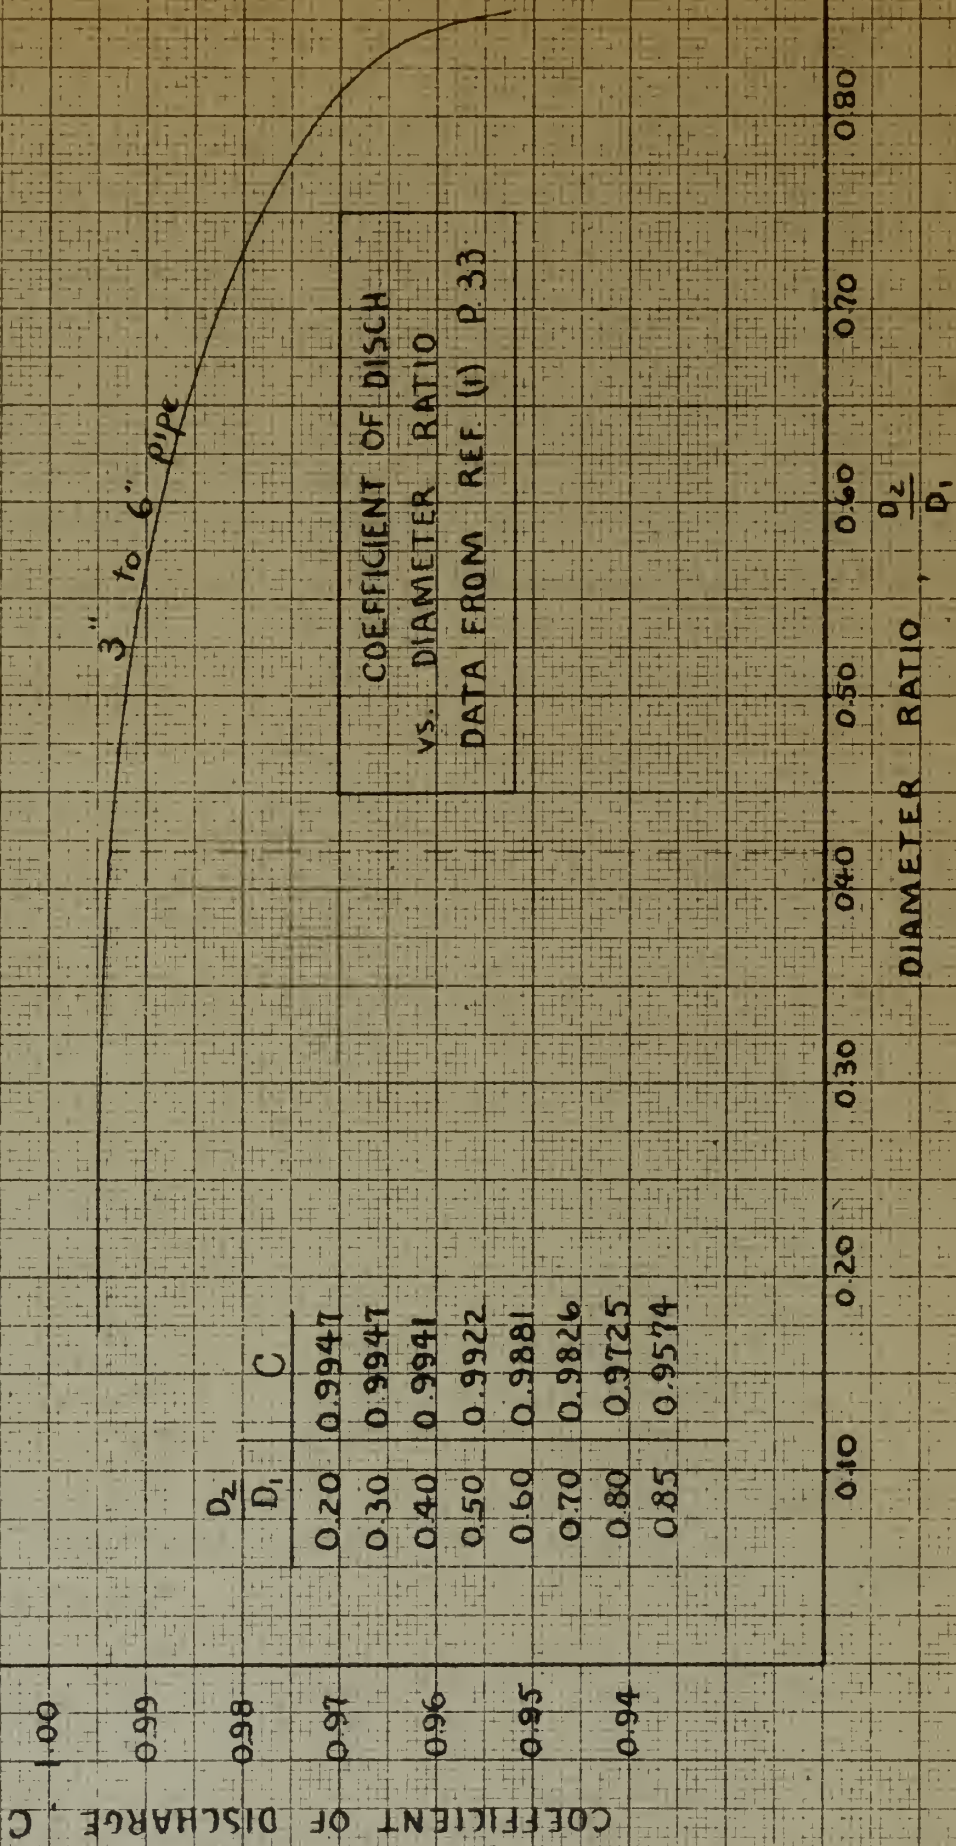 COEFFICIENT OF DISCHARGE, C
1.00
0.99
0.98
0.97
0.96
0.95
0.94
3" to 6" Pipe
D2/D1 C
0.20 0.9947
0.30 0.9947
0.40 0.9941
0.50 0.9922
0.60 0.9881
0.70 0.9826
0.80 0.9725
0.85 0.9574
COEFFICIENT OF DISCH
VS. DIAMETER RATIO
DATA FROM REF. (1) P.33
0.10 0.20 0.30 0.40 0.50 0.60 0.70 0.80
DIAMETER RATIO, D2/D1